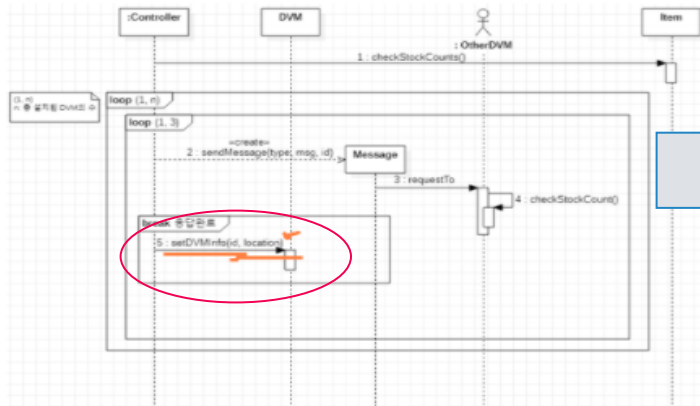 :Controller
DVM
: OtherDVM
Item
1 : checkStockCounts()
(1, n)
n: 총 설치된 DVM의 수
loop (1, n)
loop (1, 3)
«create»
2 : sendMessage(type, msg, id)
Message
3 : requestTo
4 : checkStockCount()
break 응답완료
5 : setDVMInfo(id, location)